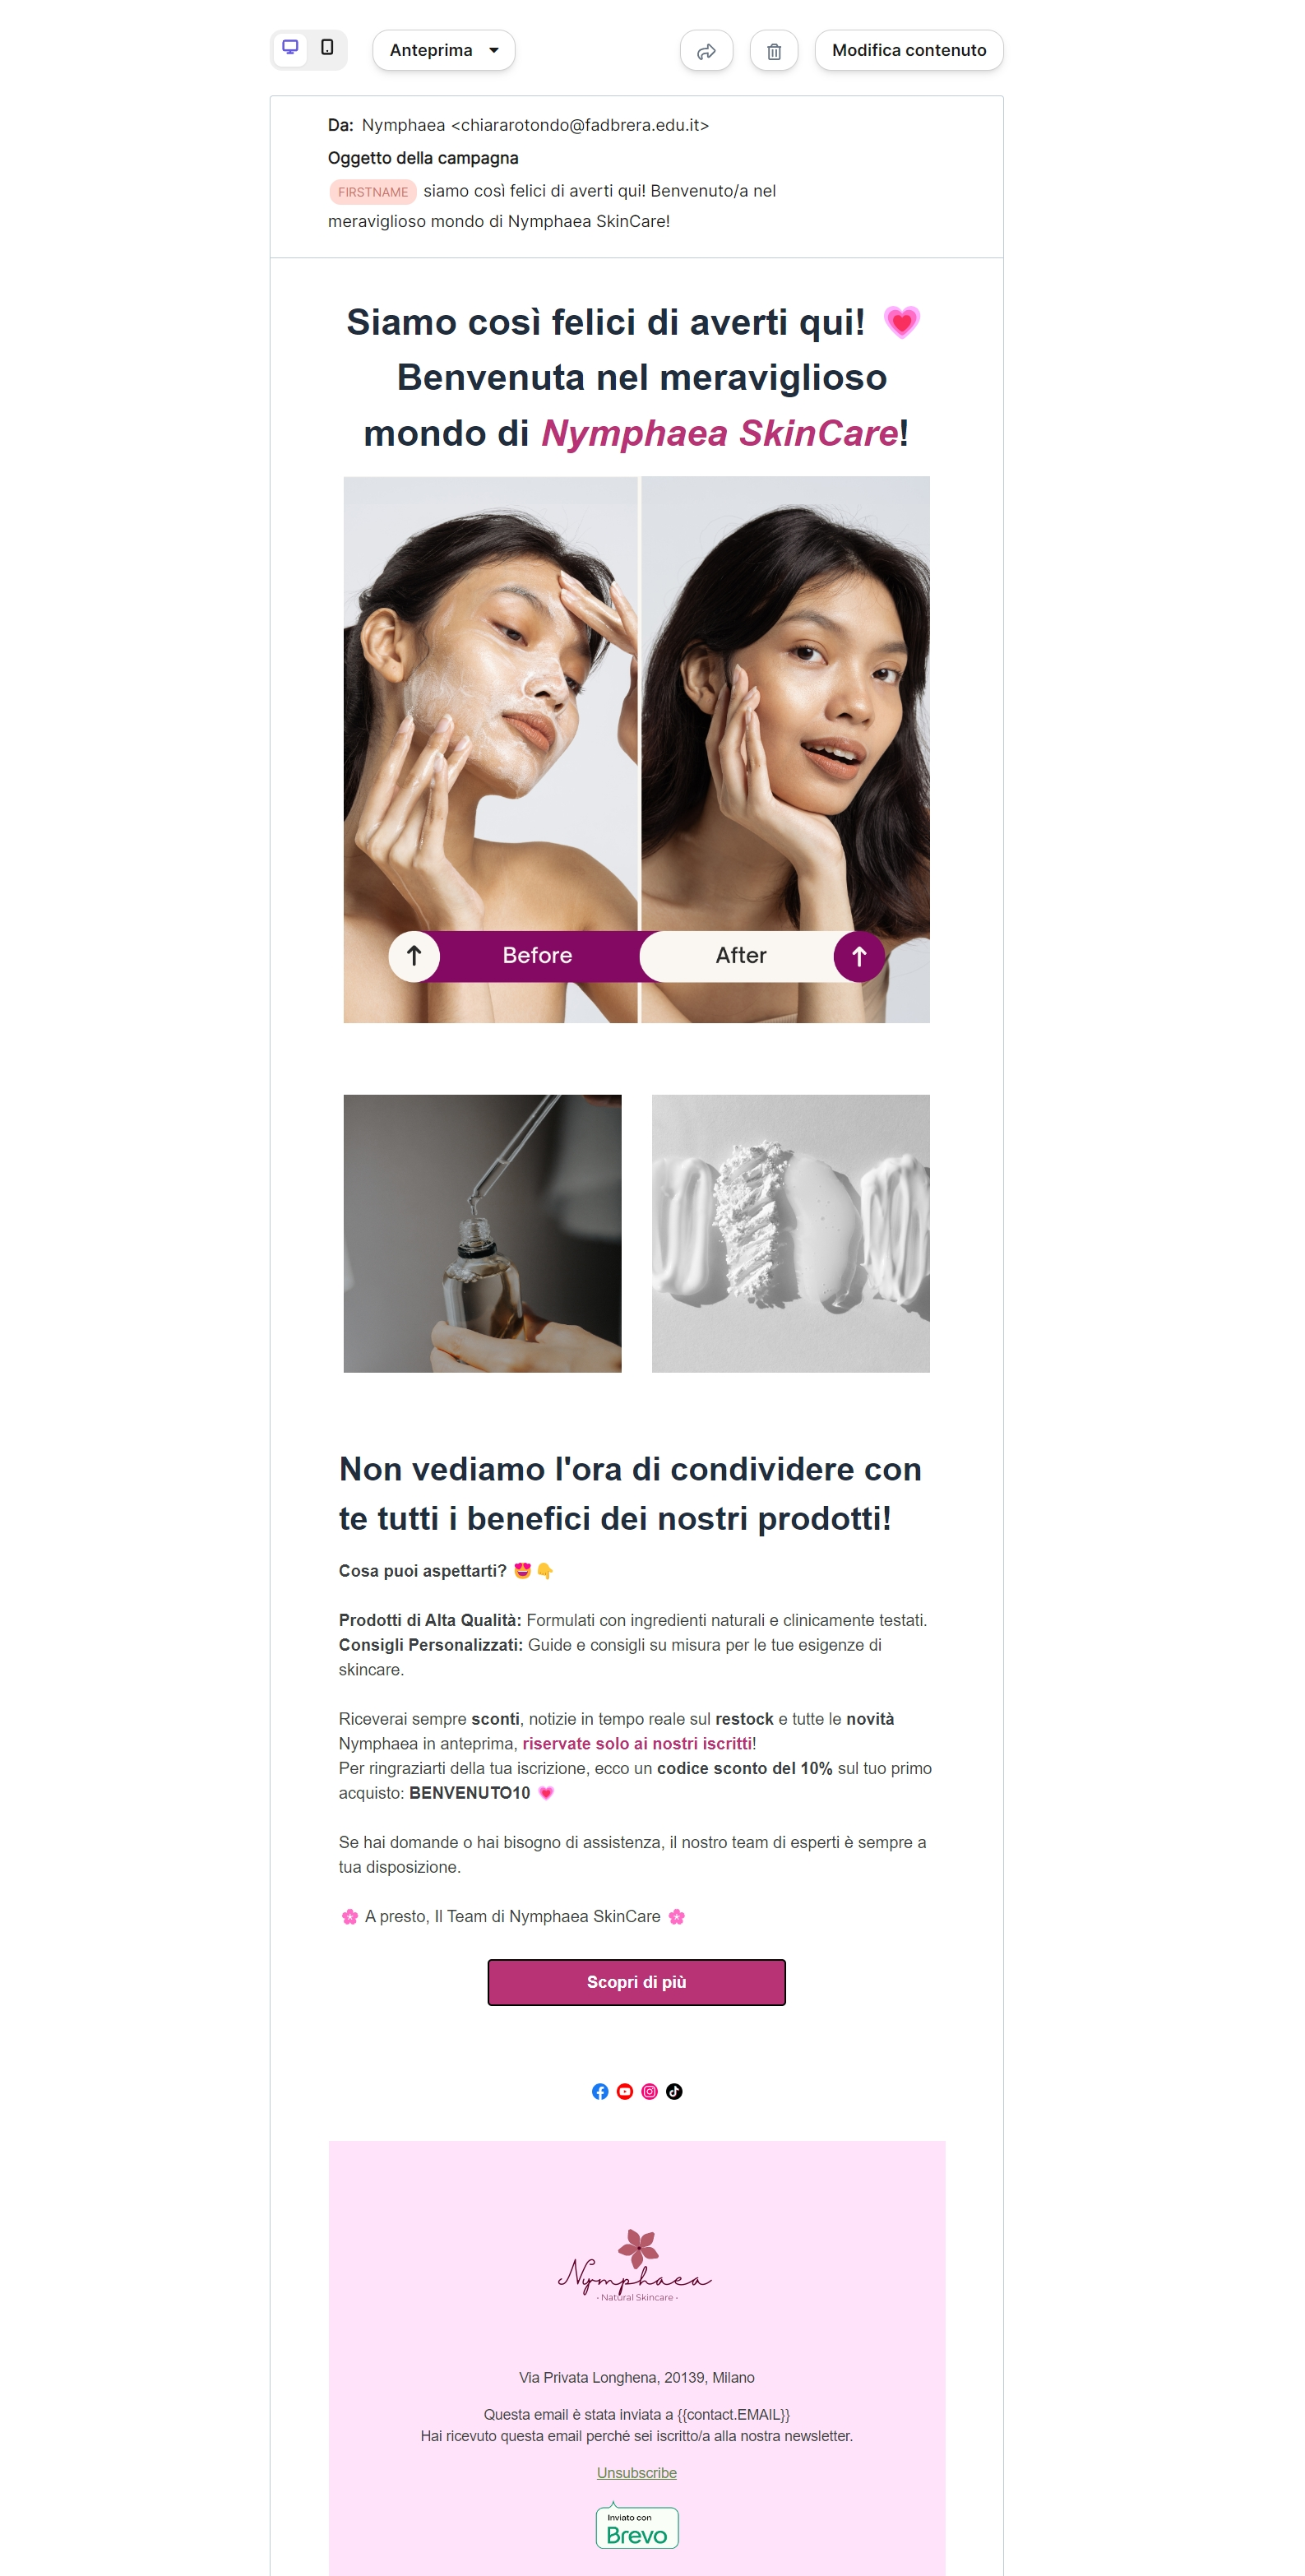 Anteprima
Modifica contenuto
Da: Nymphaea <chiararotondo@fadbrera.edu.it>
Oggetto della campagna
FIRSTNAME siamo così felici di averti qui! Benvenuto/a nel
meraviglioso mondo di Nymphaea SkinCare!
Siamo così felici di averti qui! 💗
Benvenuta nel meraviglioso
mondo di Nymphaea SkinCare!
Before
After
Non vediamo l'ora di condividere con
te tutti i benefici dei nostri prodotti!
Cosa puoi aspettarti? 😍👇
Prodotti di Alta Qualità: Formulati con ingredienti naturali e clinicamente testati.
Consigli Personalizzati: Guide e consigli su misura per le tue esigenze di
skincare.
Riceverai sempre sconti, notizie in tempo reale sul restock e tutte le novità
Nymphaea in anteprima, riservate solo ai nostri iscritti!
Per ringraziarti della tua iscrizione, ecco un codice sconto del 10% sul tuo primo
acquisto: BENVENUTO10 💗
Se hai domande o hai bisogno di assistenza, il nostro team di esperti è sempre a
tua disposizione.
🌸 A presto, Il Team di Nymphaea SkinCare 🌸
Scopri di più
Nymphaea
- Natural Skincare -
Via Privata Longhena, 20139, Milano
Questa email è stata inviata a {{contact.EMAIL}}
Hai ricevuto questa email perché sei iscritto/a alla nostra newsletter.
Unsubscribe
Inviato con
Brevo